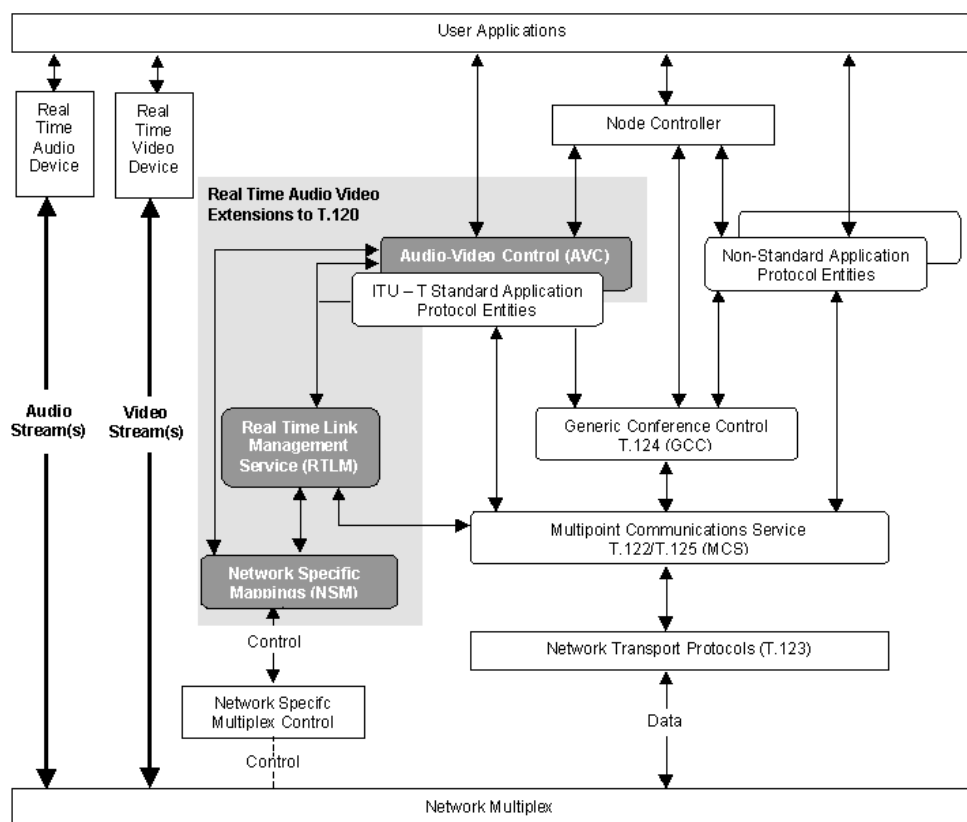 User Applications
Real
Time
Audio
Device
Real
Time
Video
Device
Node Controller
Real Time Audio Video
Extensions to T.120
Audio-Video Control (AVC)
ITU – T Standard Application
Protocol Entities
Non-Standard Application
Protocol Entities
Audio
Stream(s)
Video
Stream(s)
Real Time Link
Management
Service (RTLM)
Generic Conference Control
T.124 (GCC)
Multipoint Communications Service
T.122/T.125 (MCS)
Network Specific
Mappings (NSM)
Control
Network Transport Protocols (T.123)
Network Specifc
Multiplex Control
Data
Control
Network Multiplex